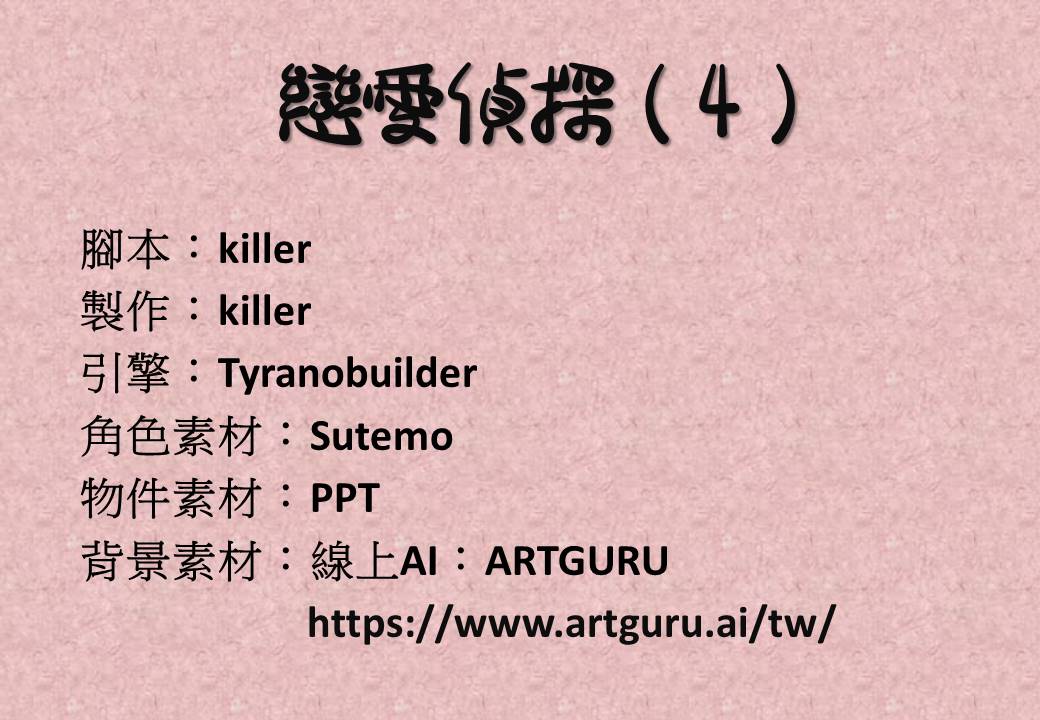 戀愛偵探（4）
腳本：killer
製作：killer
引擎：Tyranobuilder
角色素材：Sutemo
物件素材：PPT
背景素材：線上AI：ARTGURU
https://www.artguru.ai/tw/